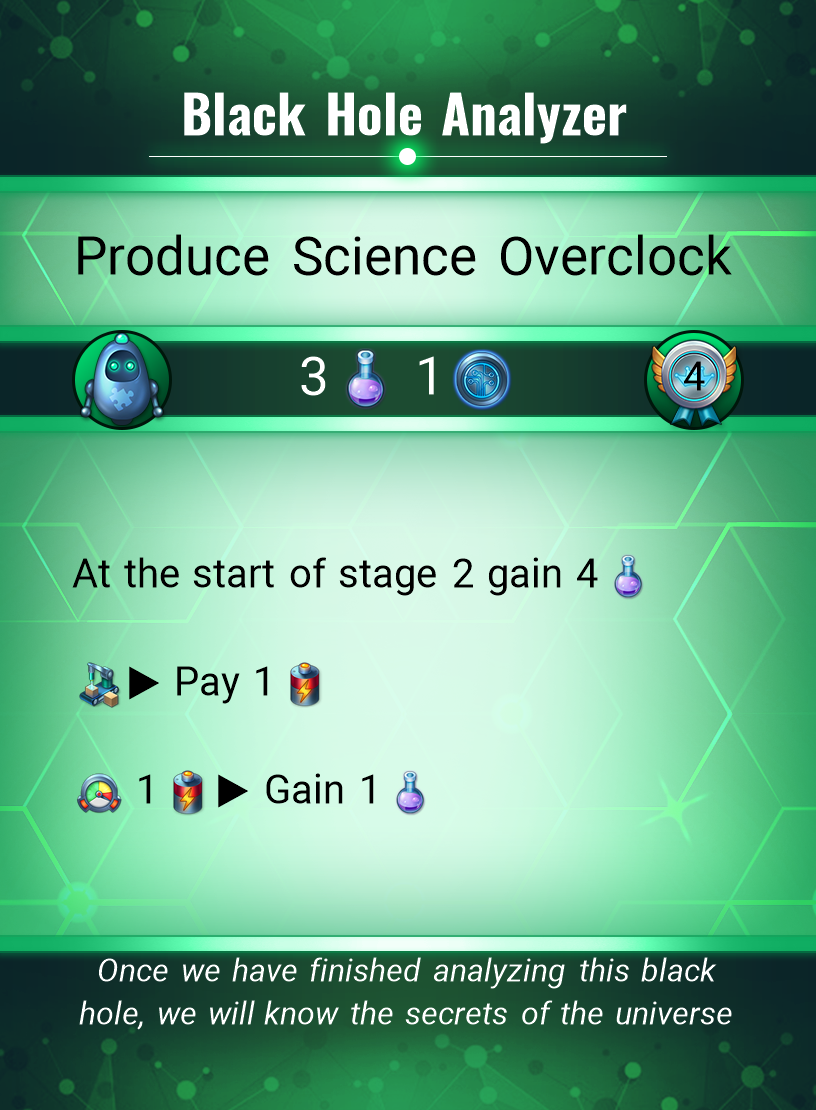 Black Hole Analyzer
Produce Science Overclock
3 1 4
At the start of stage 2 gain 4
Pay 1
1 Gain 1
Once we have finished analyzing this black
hole, we will know the secrets of the universe